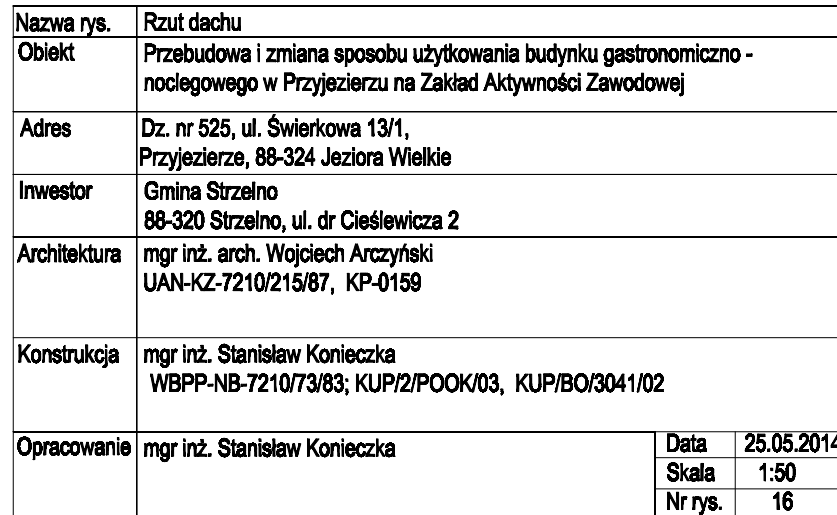 Nazwa rys. Rzut dachu
Obiekt Przebudowa i zmiana sposobu użytkowania budynku gastronomiczno -
noclegowego w Przyjezierzu na Zakład Aktywności Zawodowej
Adres Dz. nr 525, ul. Świerkowa 13/1,
Przyjezierze, 88-324 Jeziora Wielkie
Inwestor Gmina Strzelno
88-320 Strzelno, ul. dr Cieślewicza 2
Architektura mgr inż. arch. Wojciech Arczyński
UAN-KZ-7210/215/87, KP-0159
Konstrukcja mgr inż. Stanisław Konieczka
WBPP-NB-7210/73/83; KUP/2/POOK/03, KUP/BO/3041/02
Opracowanie mgr inż. Stanisław Konieczka
Data 25.05.2014
Skala 1:50
Nr rys. 16